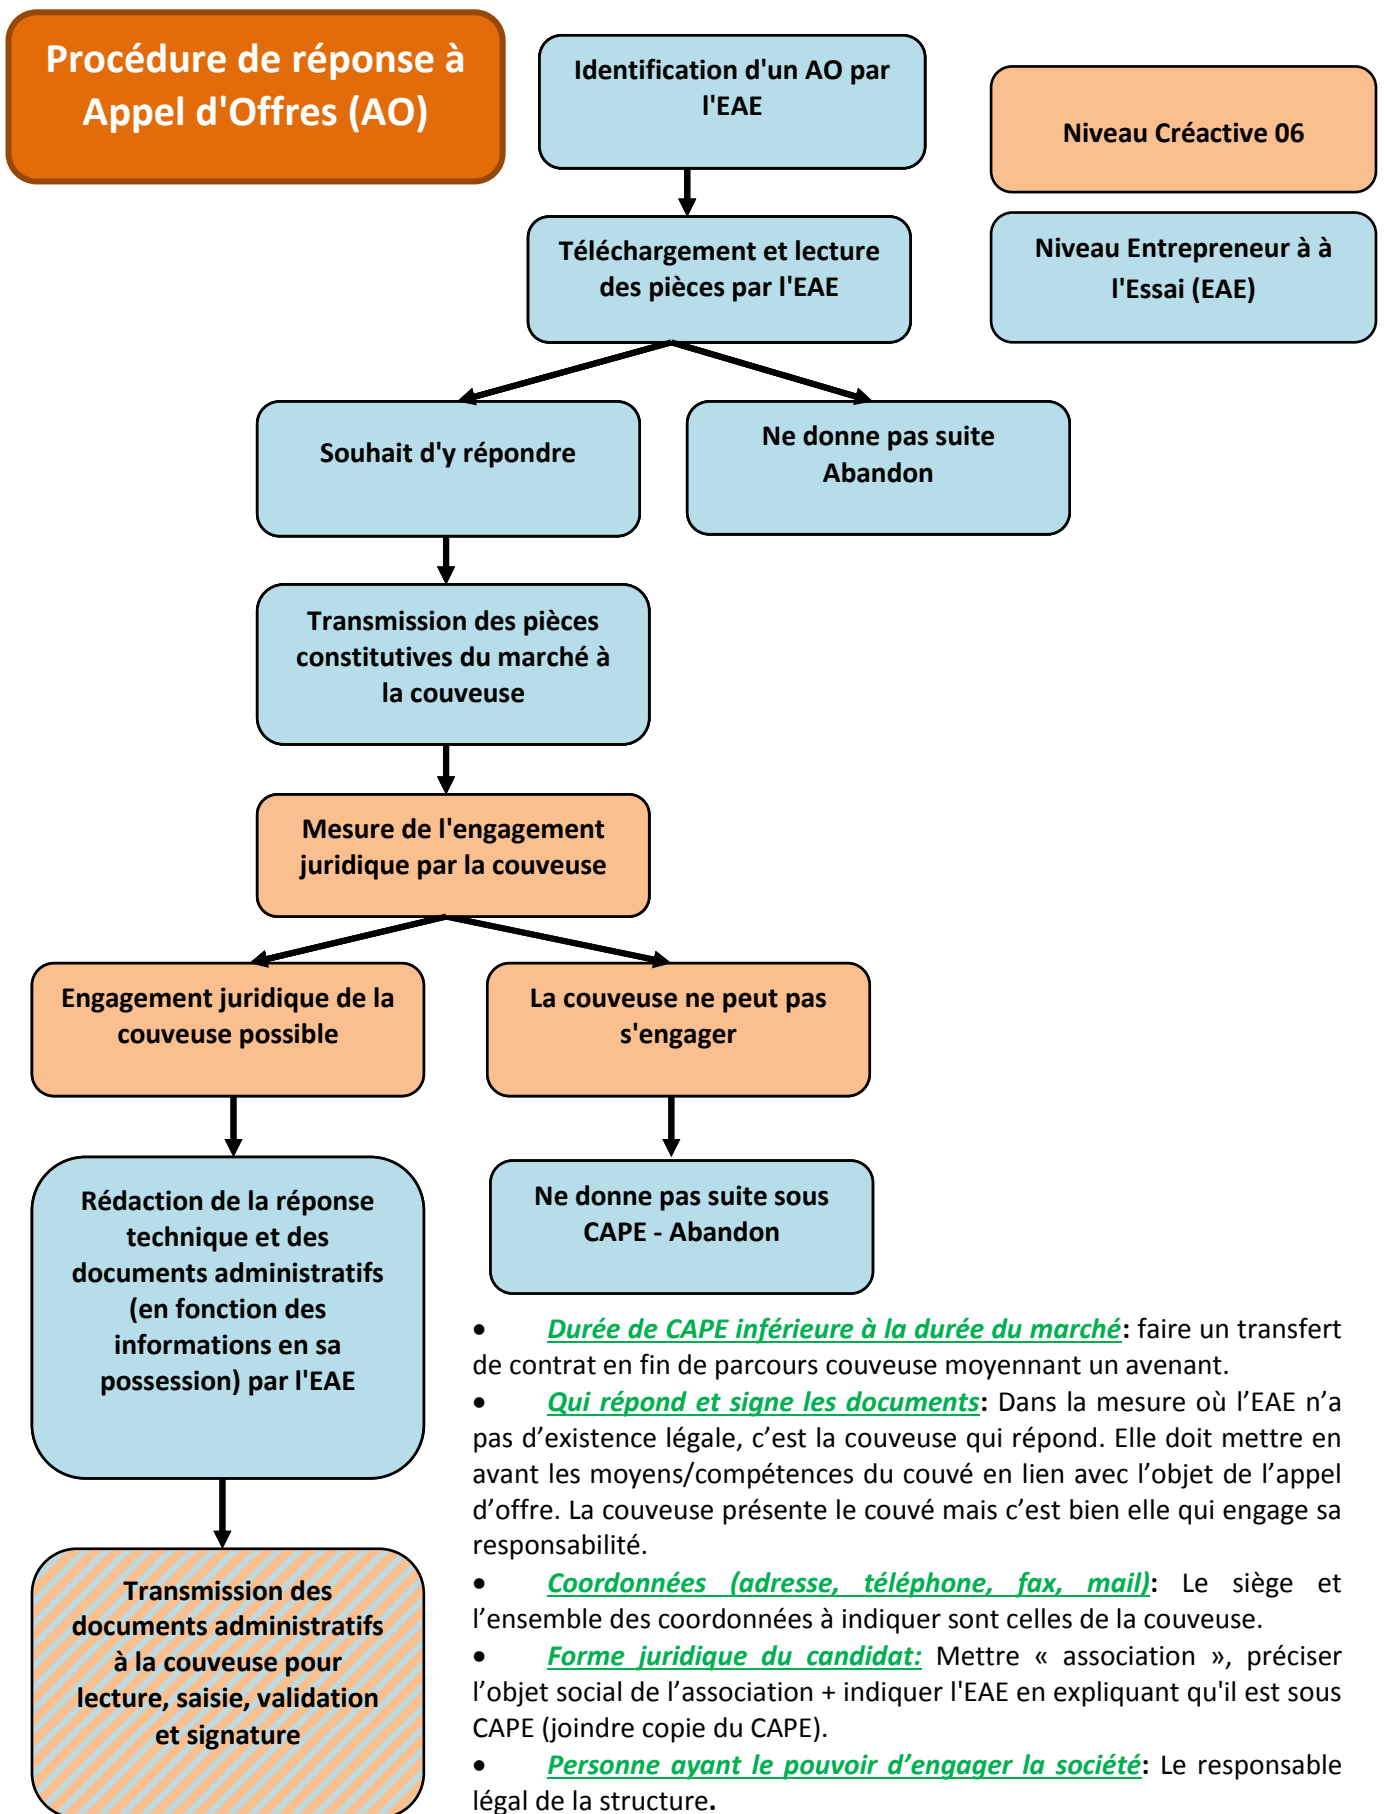 Procédure de réponse à
Appel d'Offres (AO)
Identification d'un AO par
l'EAE
Niveau Créactive 06
Téléchargement et lecture
des pièces par l'EAE
Niveau Entrepreneur à à
l'Essai (EAE)
Souhait d'y répondre
Ne donne pas suite
Abandon
Transmission des pièces
constitutives du marché à
la couveuse
Mesure de l'engagement
juridique par la couveuse
Engagement juridique de la
couveuse possible
La couveuse ne peut pas
s'engager
Rédaction de la réponse
technique et des
documents administratifs
(en fonction des
informations en sa
possession) par l'EAE
Ne donne pas suite sous
CAPE - Abandon
Transmission des
documents administratifs
à la couveuse pour
lecture, saisie, validation
et signature
• Durée de CAPE inférieure à la durée du marché: faire un transfert
de contrat en fin de parcours couveuse moyennant un avenant.
• Qui répond et signe les documents: Dans la mesure où l’EAE n’a
pas d’existence légale, c’est la couveuse qui répond. Elle doit mettre en
avant les moyens/compétences du couvé en lien avec l’objet de l’appel
d’offre. La couveuse présente le couvé mais c’est bien elle qui engage sa
responsabilité.
• Coordonnées (adresse, téléphone, fax, mail): Le siège et
l’ensemble des coordonnées à indiquer sont celles de la couveuse.
• Forme juridique du candidat: Mettre « association », préciser
l’objet social de l’association + indiquer l'EAE en expliquant qu'il est sous
CAPE (joindre copie du CAPE).
• Personne ayant le pouvoir d’engager la société: Le responsable
légal de la structure.